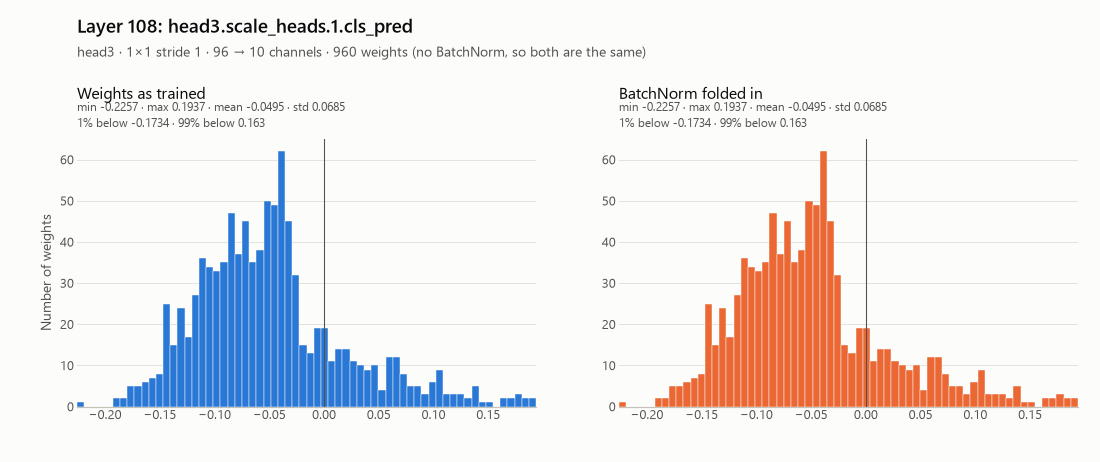 Layer 108: head3.scale_heads.1.cls_pred
head3 · 1×1 stride 1 · 96 → 10 channels · 960 weights (no BatchNorm, so both are the same)
Weights as trained
min -0.2257 · max 0.1937 · mean -0.0495 · std 0.0685
1% below -0.1734 · 99% below 0.163
Number of weights
60
50
40
30
20
10
0
−0.20 −0.15 −0.10 −0.05 0.00 0.05 0.10 0.15
BatchNorm folded in
min -0.2257 · max 0.1937 · mean -0.0495 · std 0.0685
1% below -0.1734 · 99% below 0.163
60
50
40
30
20
10
0
−0.20 −0.15 −0.10 −0.05 0.00 0.05 0.10 0.15